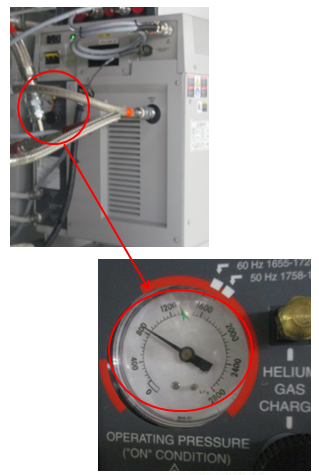 60 Hz 1655-172
50 Hz 1758-1
0
400
800
1200
1600
2000
2400
2800
HELIUM
GAS
CHARG
OPERATING PRESSURE
("ON" CONDITION)